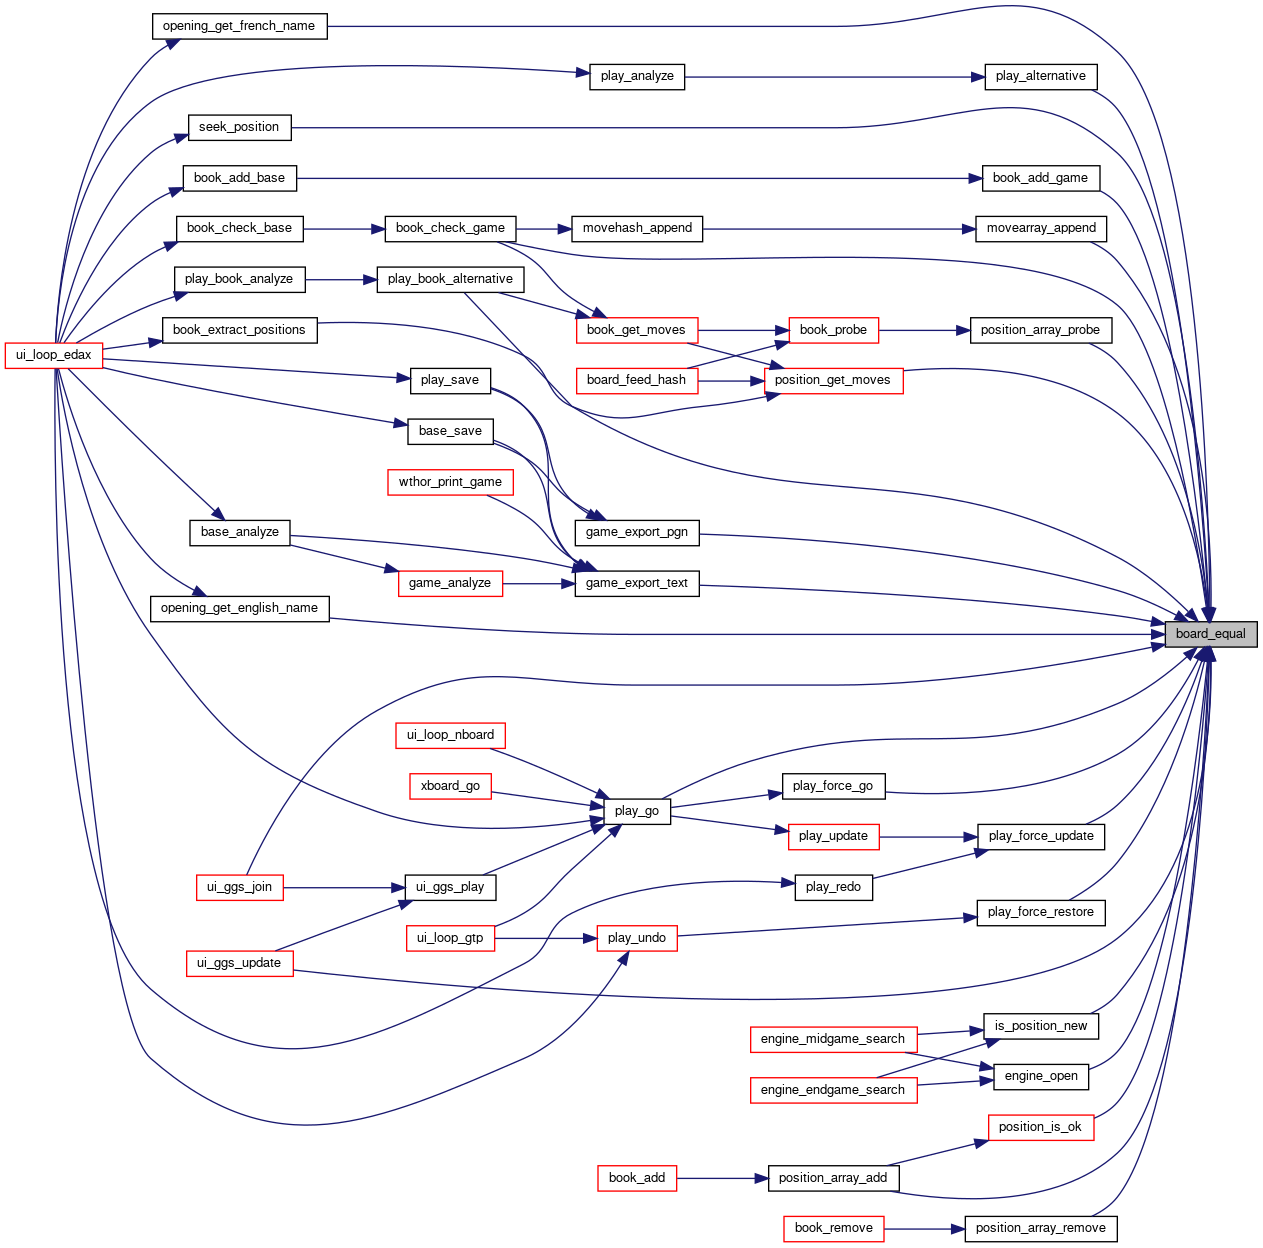 opening_get_french_name
play_analyze
play_alternative
seek_position
book_add_base
book_add_game
book_check_base
book_check_game
movehash_append
movearray_append
play_book_analyze
play_book_alternative
book_extract_positions
book_get_moves
book_probe
position_array_probe
ui_loop_edax
play_save
board_feed_hash
position_get_moves
base_save
wthor_print_game
base_analyze
game_export_pgn
game_analyze
game_export_text
opening_get_english_name
board_equal
ui_loop_nboard
xboard_go
play_force_go
play_go
play_update
play_force_update
ui_ggs_join
ui_ggs_play
play_redo
play_force_restore
ui_loop_gtp
play_undo
ui_ggs_update
is_position_new
engine_midgame_search
engine_open
engine_endgame_search
position_is_ok
book_add
position_array_add
book_remove
position_array_remove